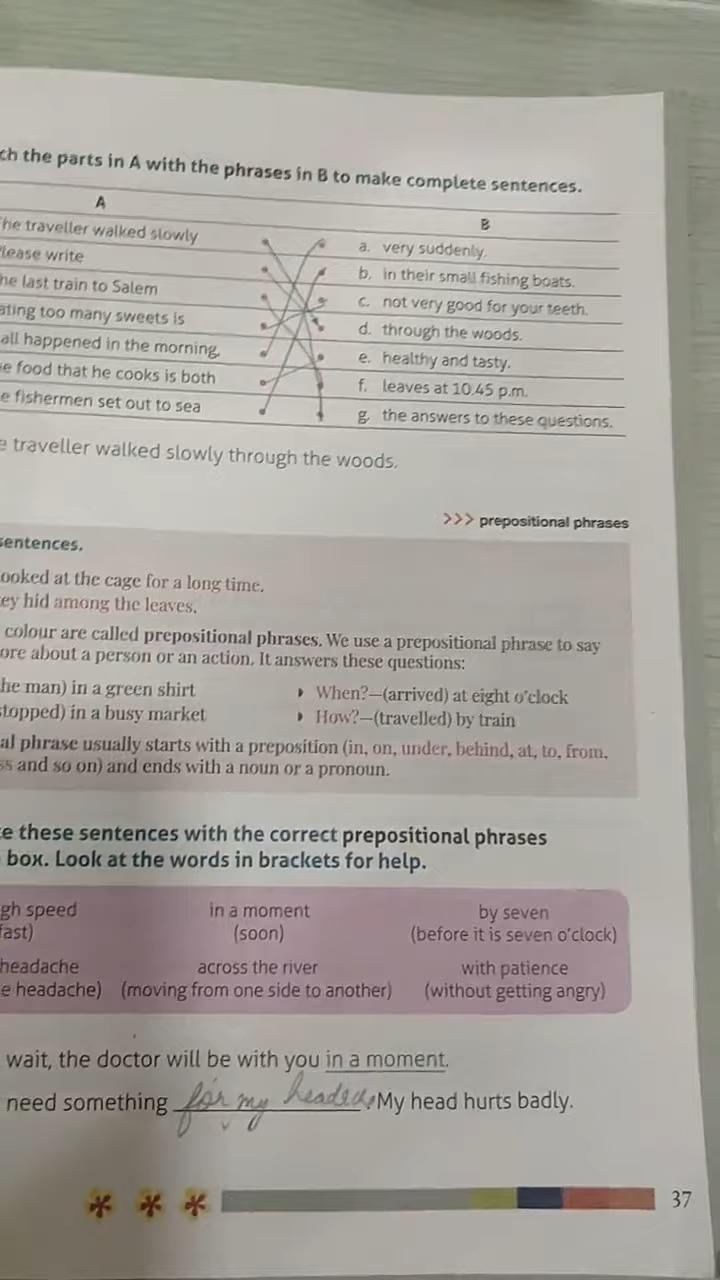 ch the parts in A with the phrases in B to make complete sentences.
A B
he traveller walked slowly a. very suddenly.
lease write b. in their small fishing boats.
he last train to Salem c. not very good for your teeth.
ating too many sweets is d. through the woods.
all happened in the morning, e. healthy and tasty.
e food that he cooks is both f. leaves at 10.45 p.m.
e fishermen set out to sea g. the answers to these questions.
e traveller walked slowly through the woods.
>>> prepositional phrases
sentences.
ooked at the cage for a long time.
ey hid among the leaves.
colour are called prepositional phrases. We use a prepositional phrase to say
ore about a person or an action. It answers these questions:
he man) in a green shirt When?—(arrived) at eight o'clock
stopped) in a busy market How?—(travelled) by train
al phrase usually starts with a preposition (in, on, under, behind, at, to, from,
ss and so on) and ends with a noun or a pronoun.
e these sentences with the correct prepositional phrases
box. Look at the words in brackets for help.
gh speed in a moment by seven
fast) (soon) (before it is seven o'clock)
headache across the river with patience
e headache) (moving from one side to another) (without getting angry)
wait, the doctor will be with you in a moment.
need something for my My head hurts badly.
37